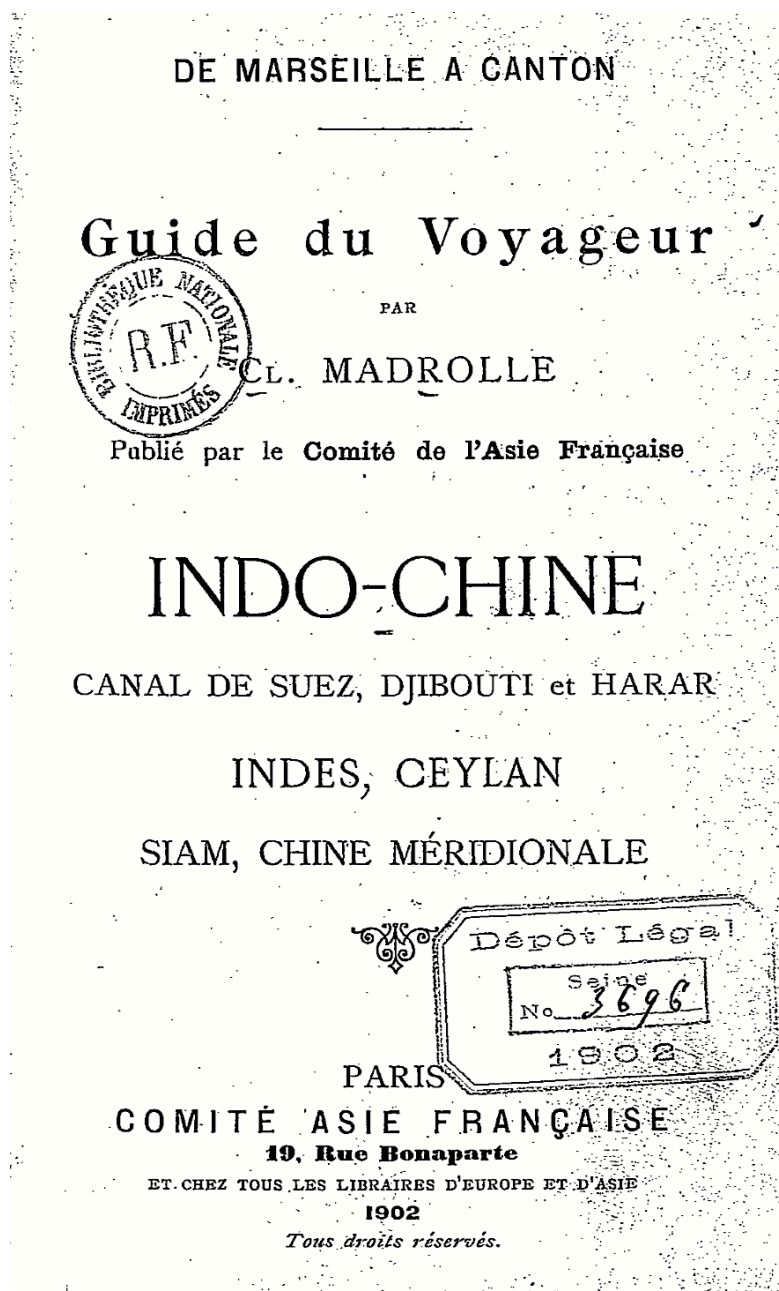 DE MARSEILLE A CANTON
Guide du Voyageur
PAR
BIBLIOTHÈQUE NATIONALE
R.F.
IMPRIMÉS
CL. MADROLLE
Publié par le Comité de l'Asie Française
INDO-CHINE
CANAL DE SUEZ, DJIBOUTI et HARAR
INDES, CEYLAN
SIAM, CHINE MÉRIDIONALE
Dépôt Légal
Seine
No 3696
1902
PARIS
COMITÉ ASIE FRANÇAISE
19, Rue Bonaparte
ET CHEZ TOUS LES LIBRAIRES D'EUROPE ET D'ASIE
1902
Tous droits réservés.